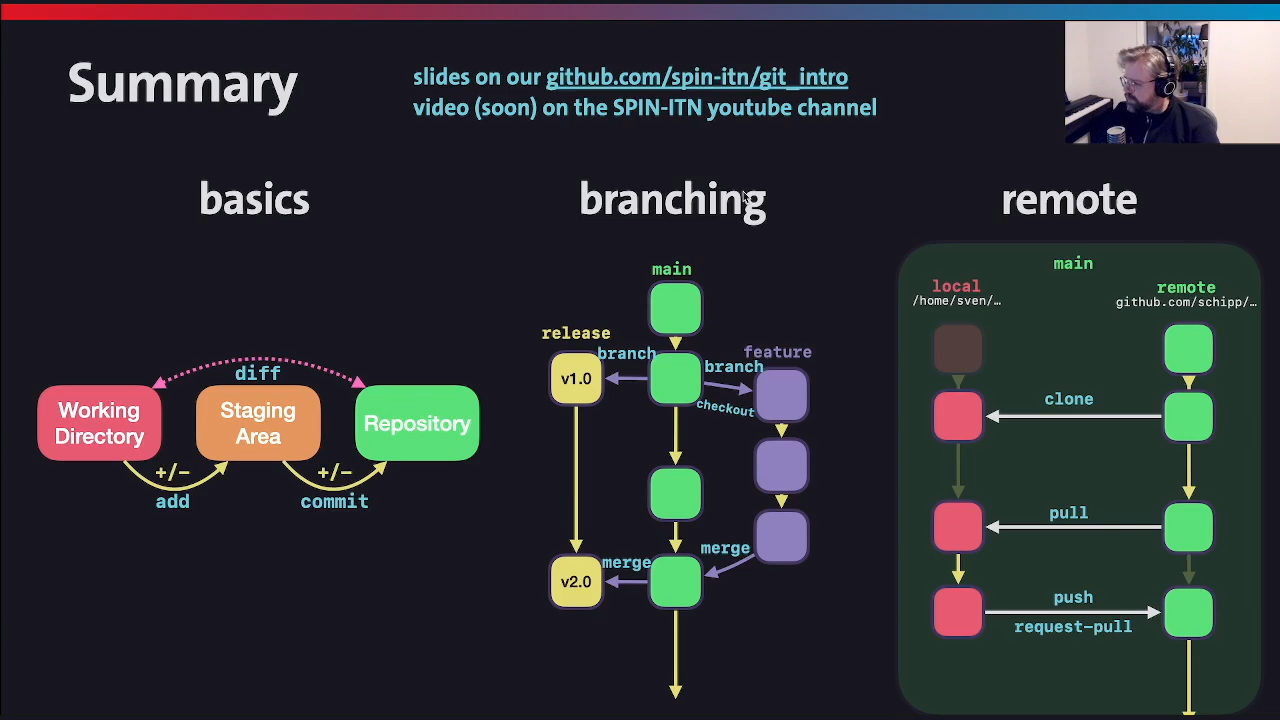 Summary
slides on our github.com/spin-itn/git_intro
video (soon) on the SPIN-ITN youtube channel
basics
diff
Working
Directory
Staging
Area
Repository
+/-
add
+/-
commit
branching
main
release
branch
feature
branch
v1.0
checkout
merge
merge
v2.0
remote
main
local
/home/sven/…
remote
github.com/schipp/…
clone
pull
push
request-pull